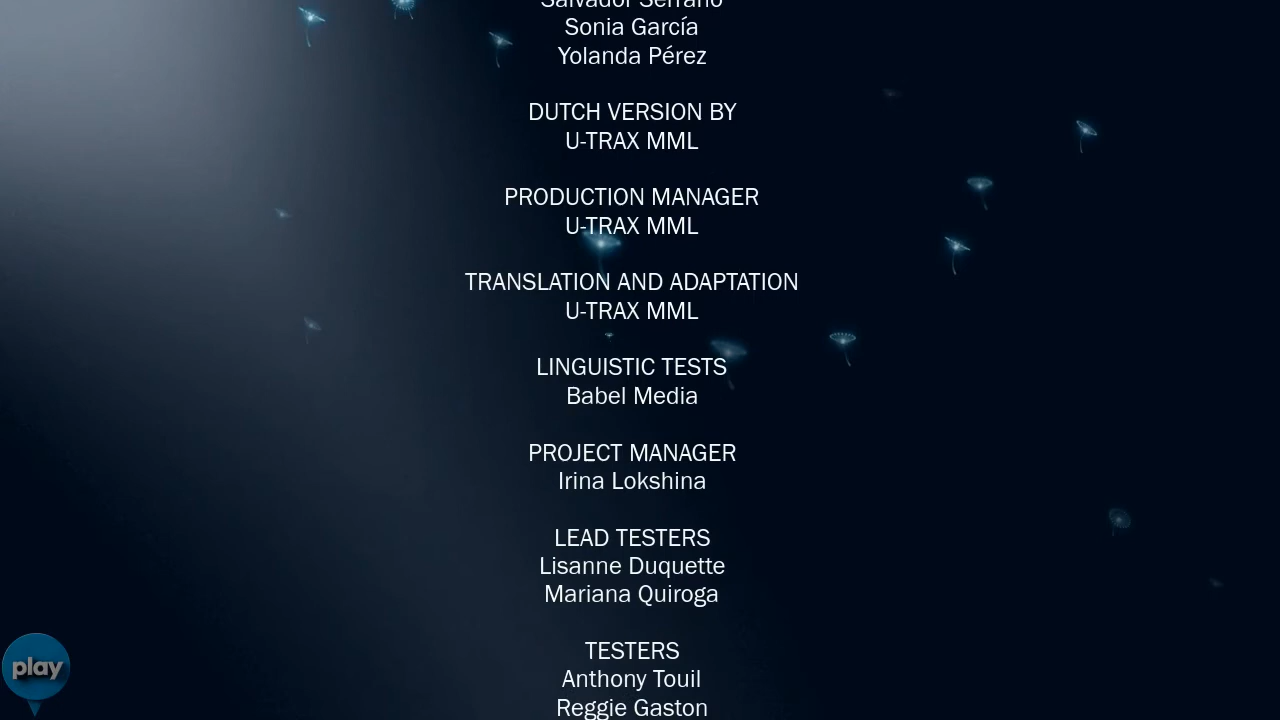 Salvador Serrano
Sonia García
Yolanda Pérez
DUTCH VERSION BY
U-TRAX MML
PRODUCTION MANAGER
U-TRAX MML
TRANSLATION AND ADAPTATION
U-TRAX MML
LINGUISTIC TESTS
Babel Media
PROJECT MANAGER
Irina Lokshina
LEAD TESTERS
Lisanne Duquette
Mariana Quiroga
TESTERS
Anthony Touil
Reggie Gaston
play